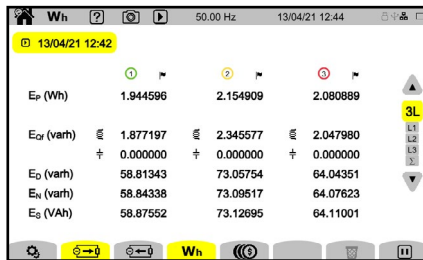 Wh ? 50.00 Hz 13/04/21 12:44
13/04/21 12:42
1 2 3
EP (Wh) 1.944596 2.154909 2.080889
3L
EQf (varh) 1.877197 2.345577 2.047980
L1
L2
0.000000 0.000000 0.000000
L3
Σ
ED (varh) 58.81343 73.05754 64.04351
EN (varh) 58.84338 73.09517 64.07623
ES (VAh) 58.87552 73.12695 64.11001
Wh $